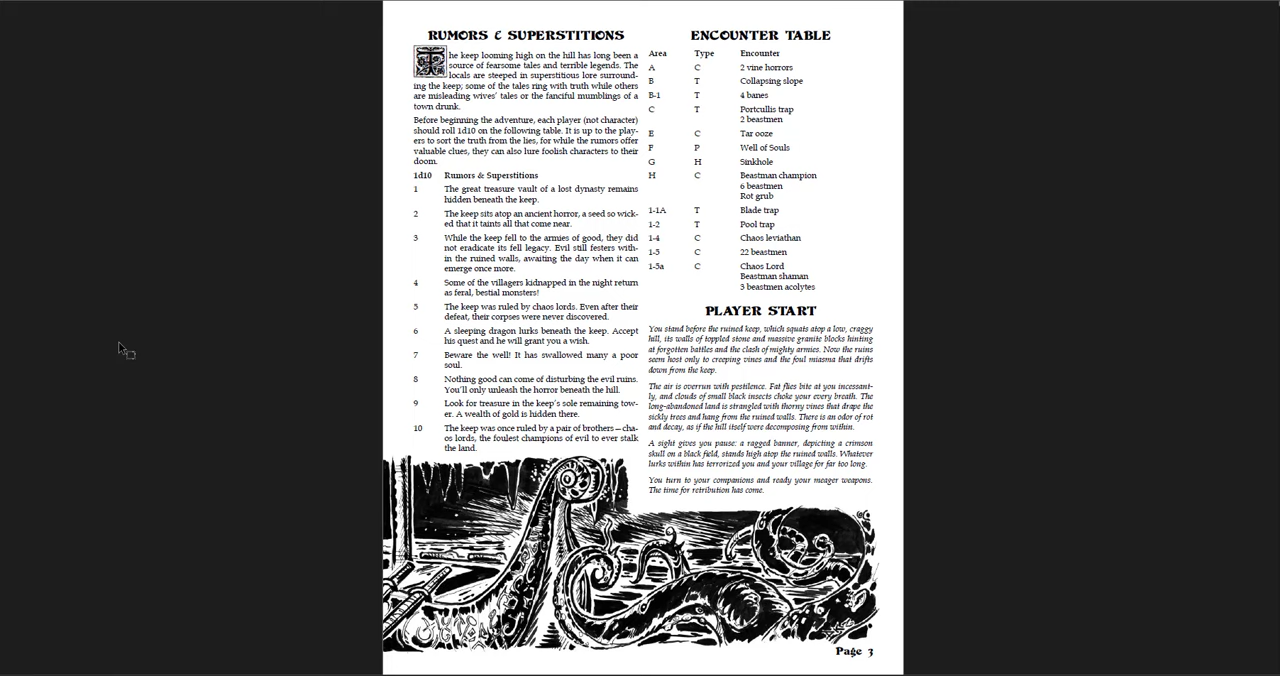 RUMORS & SUPERSTITIONS
The keep looming high on the hill has long been a
source of fearsome tales and terrible legends. The
locals are steeped in superstitious lore surround-
ing the keep; some of the tales ring with truth while others
are misleading wives' tales or the fanciful mumblings of a
town drunk.
Before beginning the adventure, each player (not character)
should roll 1d10 on the following table. It is up to the play-
ers to sort the truth from the lies, for while the rumors offer
valuable clues, they can also lure foolish characters to their
doom.
1d10 Rumors & Superstitions
1 The great treasure vault of a lost dynasty remains
hidden beneath the keep.
2 The keep sits atop an ancient horror, a seed so wick-
ed that it taints all that come near.
3 While the keep fell to the armies of good, they did
not eradicate its fell legacy. Evil still festers with-
in the ruined walls, awaiting the day when it can
emerge once more.
4 Some of the villagers kidnapped in the night return
as feral, bestial monsters!
5 The keep was ruled by chaos lords. Even after their
defeat, their corpses were never discovered.
6 A sleeping dragon lurks beneath the keep. Accept
his quest and he will grant you a wish.
7 Beware the well! It has swallowed many a poor
soul.
8 Nothing good can come of disturbing the evil ruins.
You'll only unleash the horror beneath the hill.
9 Look for treasure in the keep's sole remaining tow-
er. A wealth of gold is hidden there.
10 The keep was once ruled by a pair of brothers—cha-
os lords, the foulest champions of evil to ever stalk
the land.
ENCOUNTER TABLE
Area Type Encounter
A C 2 vine horrors
B T Collapsing slope
B-1 T 4 banes
C T Portcullis trap
2 beastmen
E C Tar ooze
F P Well of Souls
G H Sinkhole
H C Beastman champion
6 beastmen
Rot grub
1-1A T Blade trap
1-2 T Pool trap
1-4 C Chaos leviathan
1-5 C 22 beastmen
1-5a C Chaos Lord
Beastman shaman
3 beastmen acolytes
PLAYER START
You stand before the ruined keep, which squats atop a low, craggy
hill, its walls of toppled stone and massive granite blocks hinting
at forgotten battles and the clash of mighty armies. Now the ruins
seem host only to creeping vines and the foul miasma that drifts
down from the keep.
The air is overrun with pestilence. Fat flies bite at you incessant-
ly, and clouds of small black insects choke your every breath. The
long-abandoned land is strangled with thorny vines that drape the
sickly trees and hang from the ruined walls. There is an odor of rot
and decay, as if the hill itself were decomposing from within.
A sight gives you pause: a ragged banner, depicting a crimson
skull on a black field, stands high atop the ruined walls. Whatever
lurks within has terrorized you and your village for far too long.
You turn to your companions and ready your meager weapons.
The time for retribution has come.
Page 3